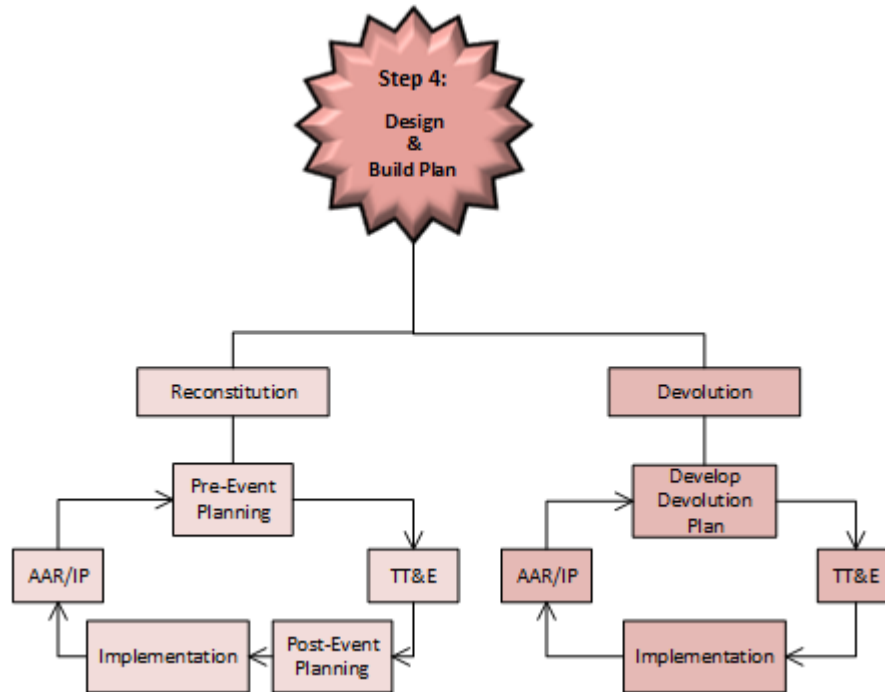 Step 4:
Design
&
Build Plan
Reconstitution
Devolution
Pre-Event
Planning
Develop
Devolution
Plan
AAR/IP
TT&E
AAR/IP
TT&E
Implementation
Post-Event
Planning
Implementation